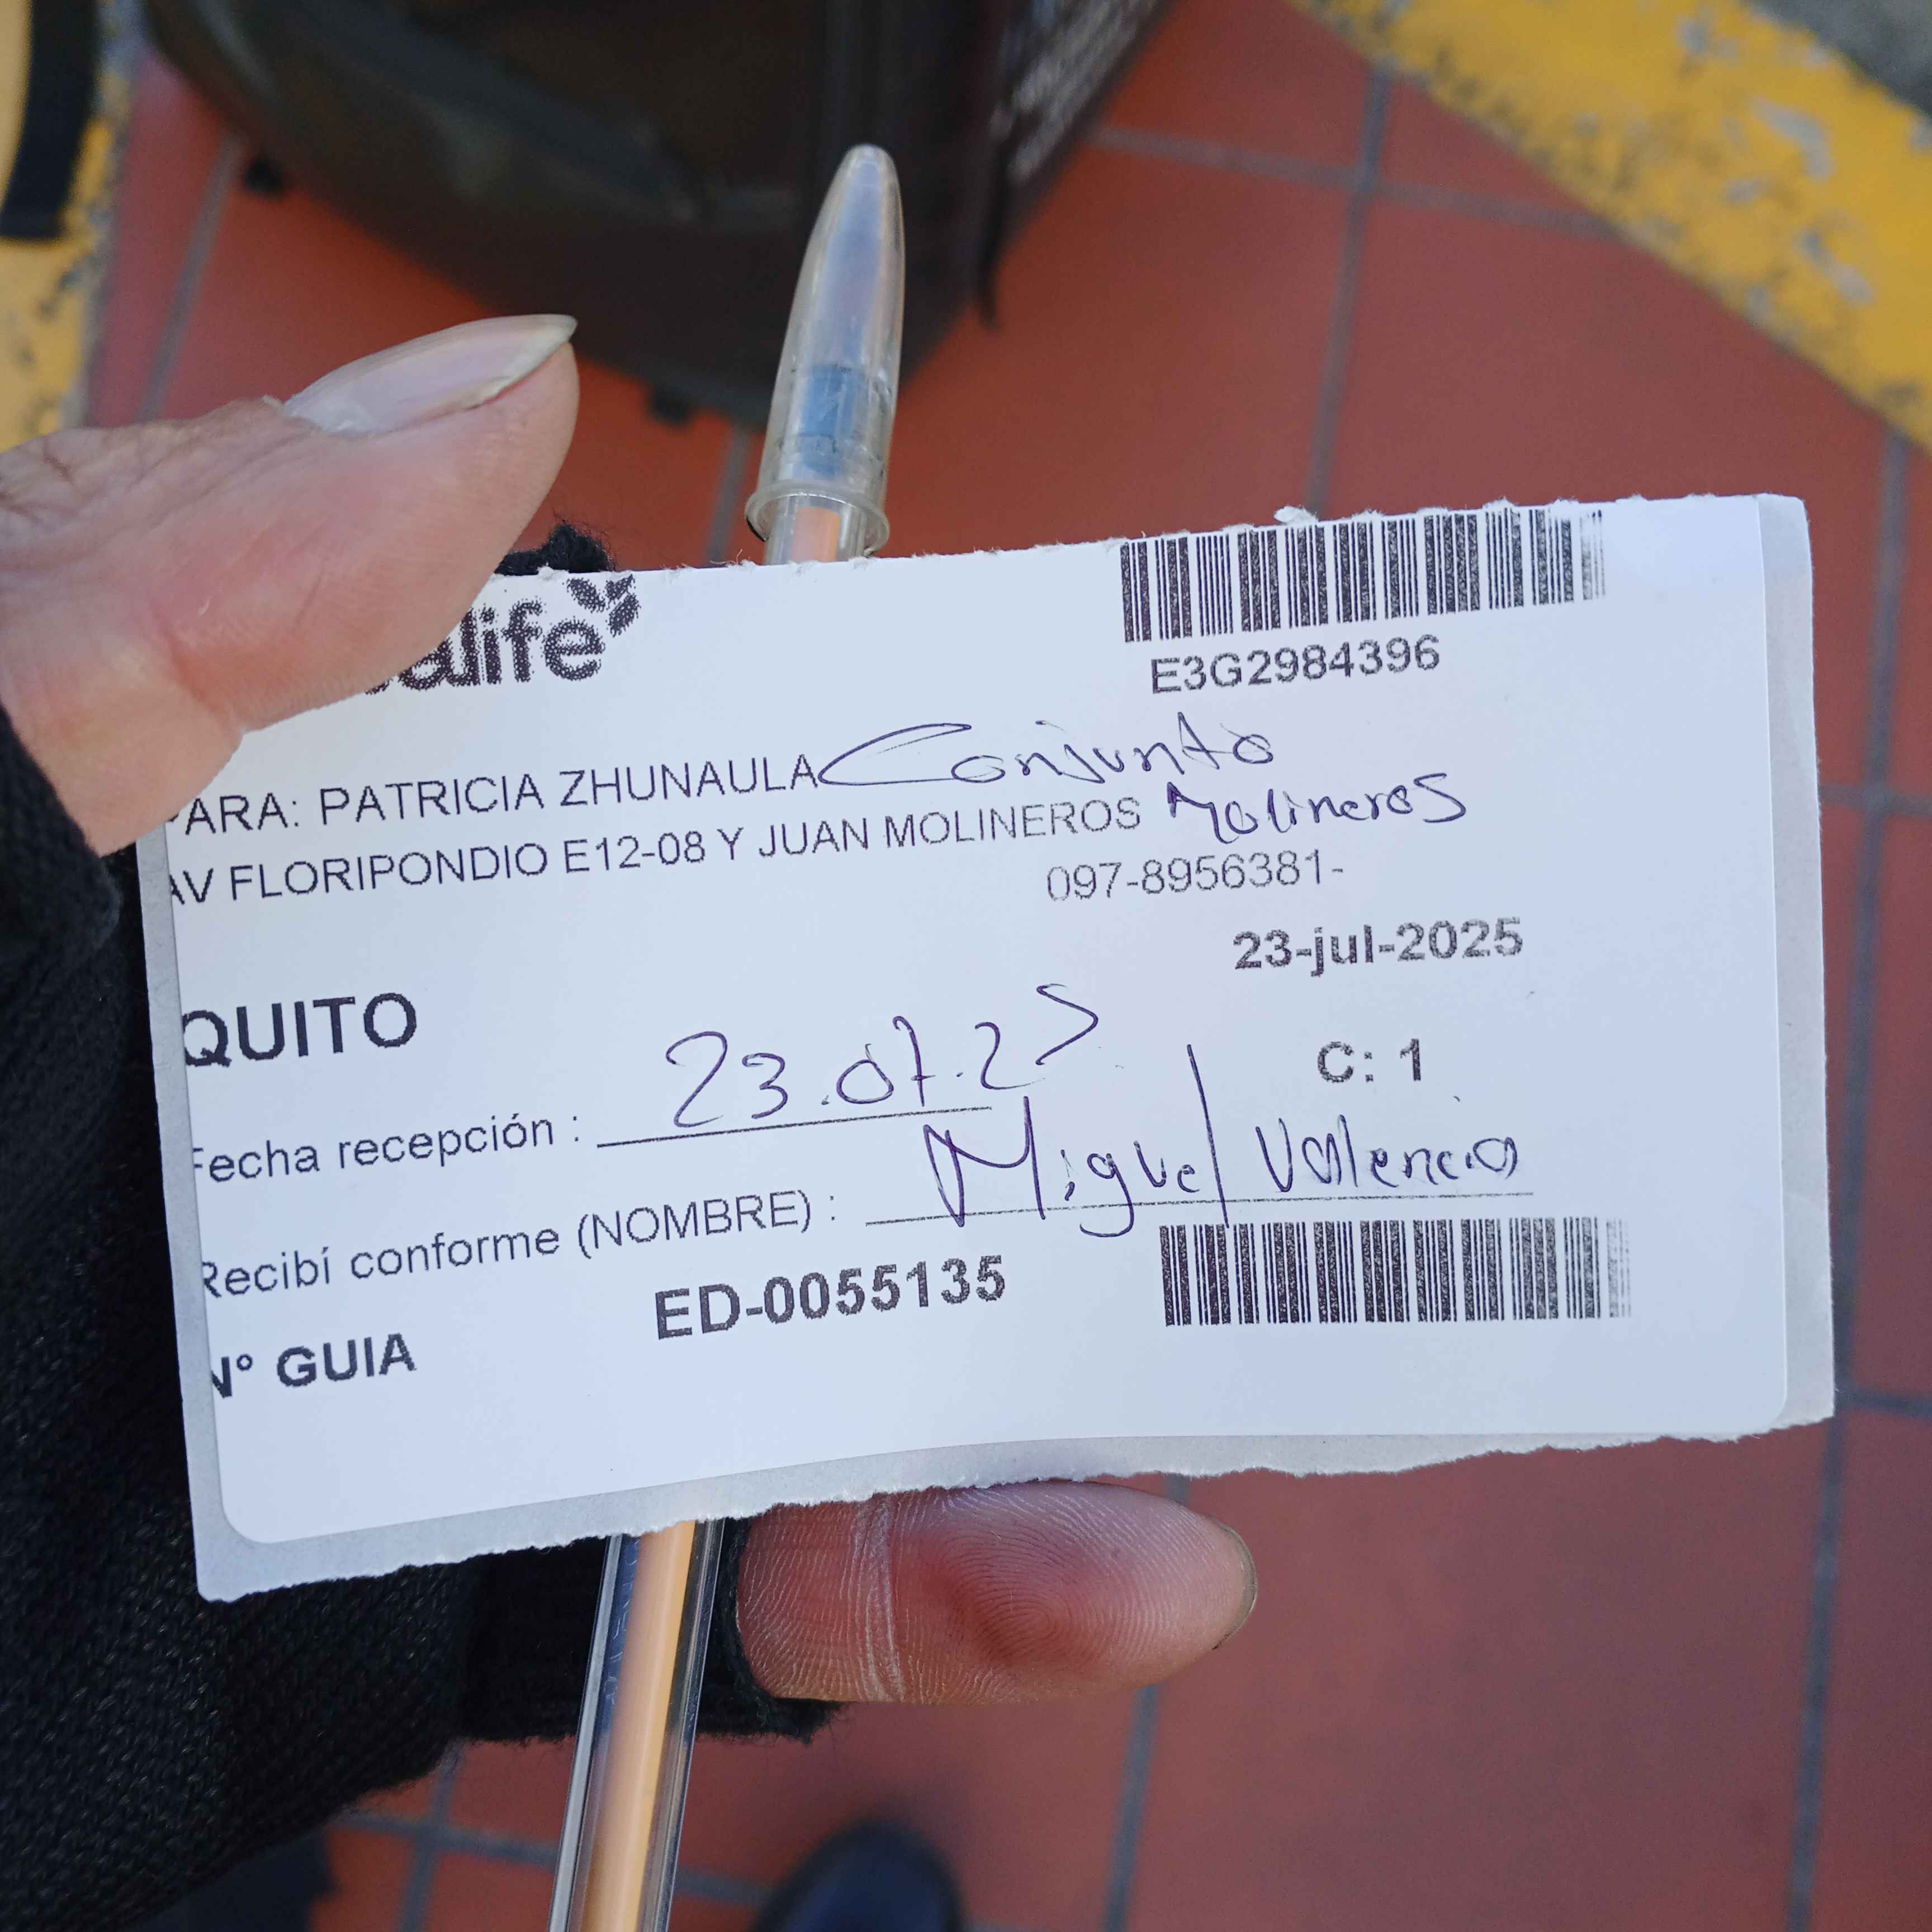 alife
E3G2984396
PARA: PATRICIA ZHUNAULA Conjunto
AV FLORIPONDIO E12-08 Y JUAN MOLINEROS Molineros
097-8956381-
23-jul-2025
QUITO
C: 1
Fecha recepción : 23.07.25
Recibí conforme (NOMBRE) : Miguel Valencia
N° GUIA ED-0055135